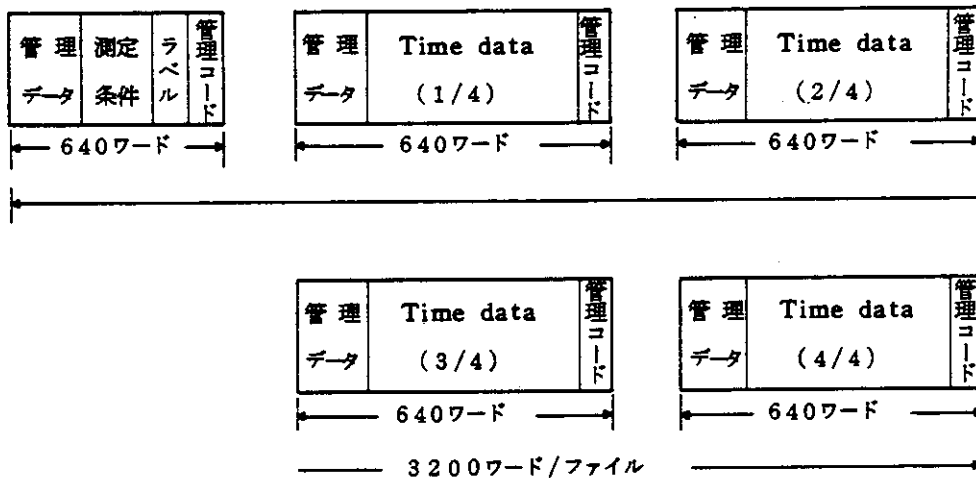 管理 測定 ラベル 管理コード
データ 条件
640ワード
管理 Time data 管理コード
データ (1/4)
640ワード
管理 Time data 管理コード
データ (2/4)
640ワード
管理 Time data 管理コード
データ (3/4)
640ワード
管理 Time data 管理コード
データ (4/4)
640ワード
3200ワード/ファイル